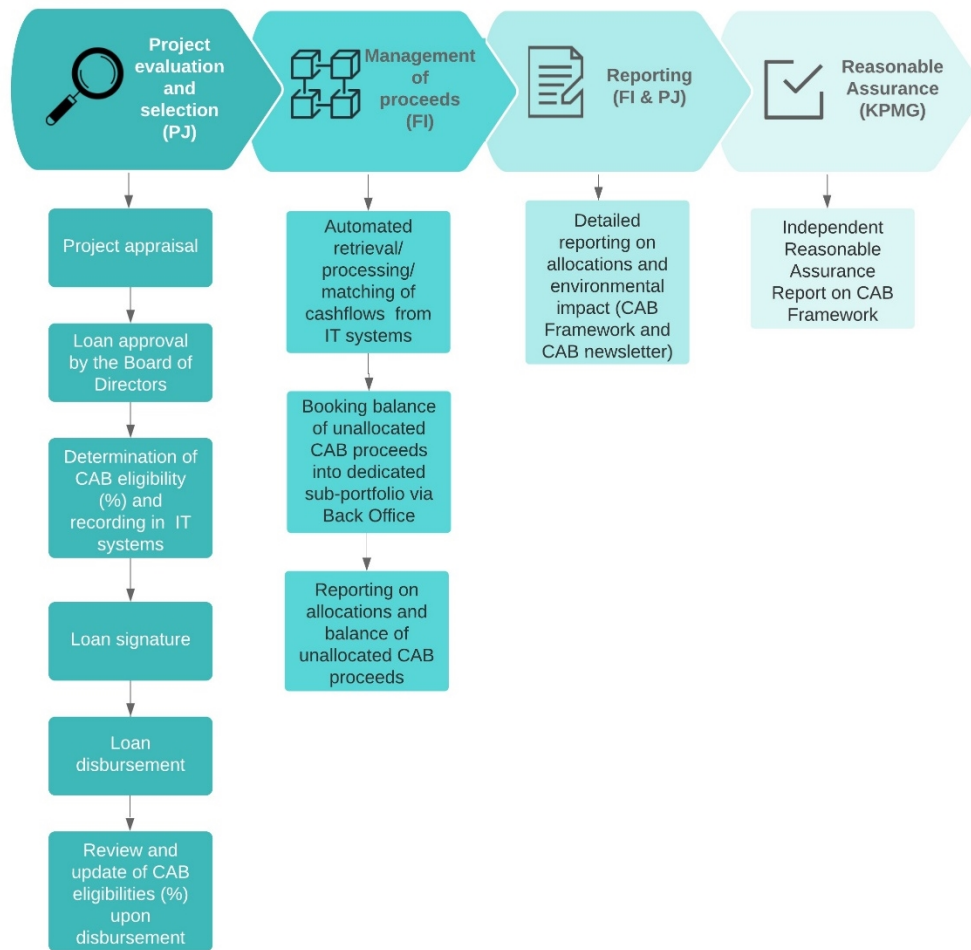 Project
evaluation
and
selection
(PJ)
Management
of
proceeds
(FI)
Reporting
(FI & PJ)
Reasonable
Assurance
(KPMG)
Project appraisal
Loan approval
by the Board of
Directors
Determination of
CAB eligibility
(%) and
recording in IT
systems
Loan signature
Loan
disbursement
Review and
update of CAB
eligibilities (%)
upon
disbursement
Automated
retrieval/
processing/
matching of
cashflows from
IT systems
Booking balance
of unallocated
CAB proceeds
into dedicated
sub-portfolio via
Back Office
Reporting on
allocations and
balance of
unallocated CAB
proceeds
Detailed
reporting on
allocations and
environmental
impact (CAB
Framework and
CAB newsletter)
Independent
Reasonable
Assurance
Report on CAB
Framework